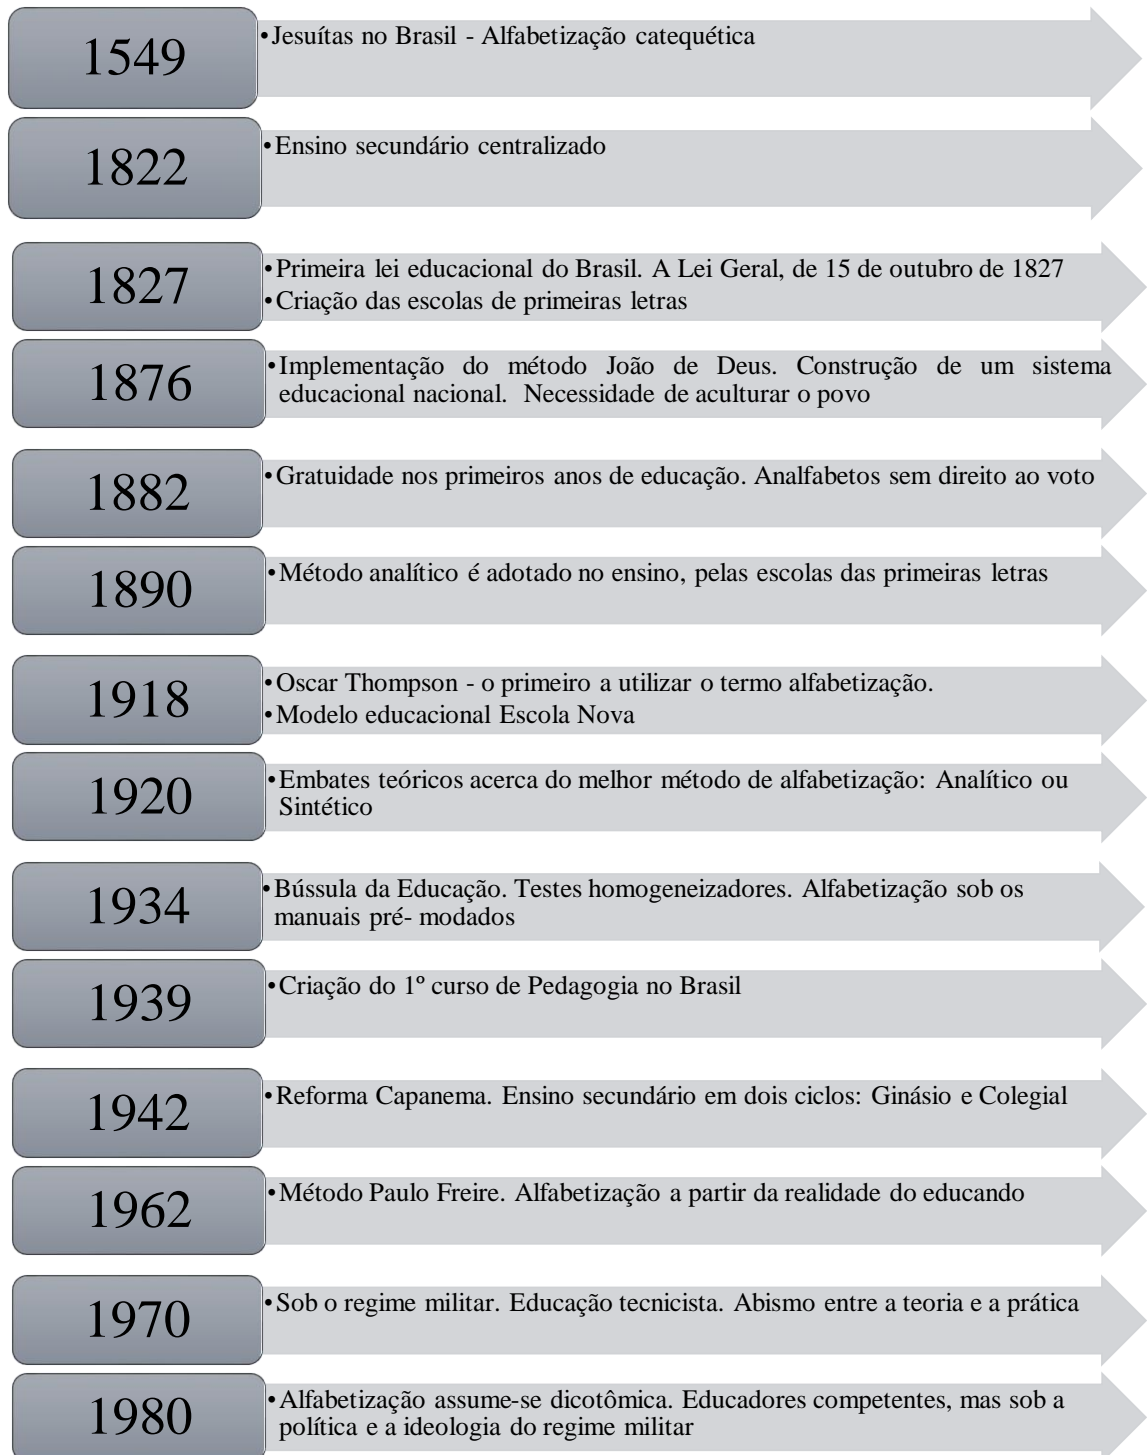 1549
•Jesuítas no Brasil - Alfabetização catequética
1822
•Ensino secundário centralizado
1827
•Primeira lei educacional do Brasil. A Lei Geral, de 15 de outubro de 1827
•Criação das escolas de primeiras letras
1876
•Implementação do método João de Deus. Construção de um sistema
educacional nacional. Necessidade de aculturar o povo
1882
•Gratuidade nos primeiros anos de educação. Analfabetos sem direito ao voto
1890
•Método analítico é adotado no ensino, pelas escolas das primeiras letras
1918
•Oscar Thompson - o primeiro a utilizar o termo alfabetização.
•Modelo educacional Escola Nova
1920
•Embates teóricos acerca do melhor método de alfabetização: Analítico ou
Sintético
1934
•Bússula da Educação. Testes homogeneizadores. Alfabetização sob os
manuais pré- modados
1939
•Criação do 1º curso de Pedagogia no Brasil
1942
•Reforma Capanema. Ensino secundário em dois ciclos: Ginásio e Colegial
1962
•Método Paulo Freire. Alfabetização a partir da realidade do educando
1970
•Sob o regime militar. Educação tecnicista. Abismo entre a teoria e a prática
1980
•Alfabetização assume-se dicotômica. Educadores competentes, mas sob a
política e a ideologia do regime militar